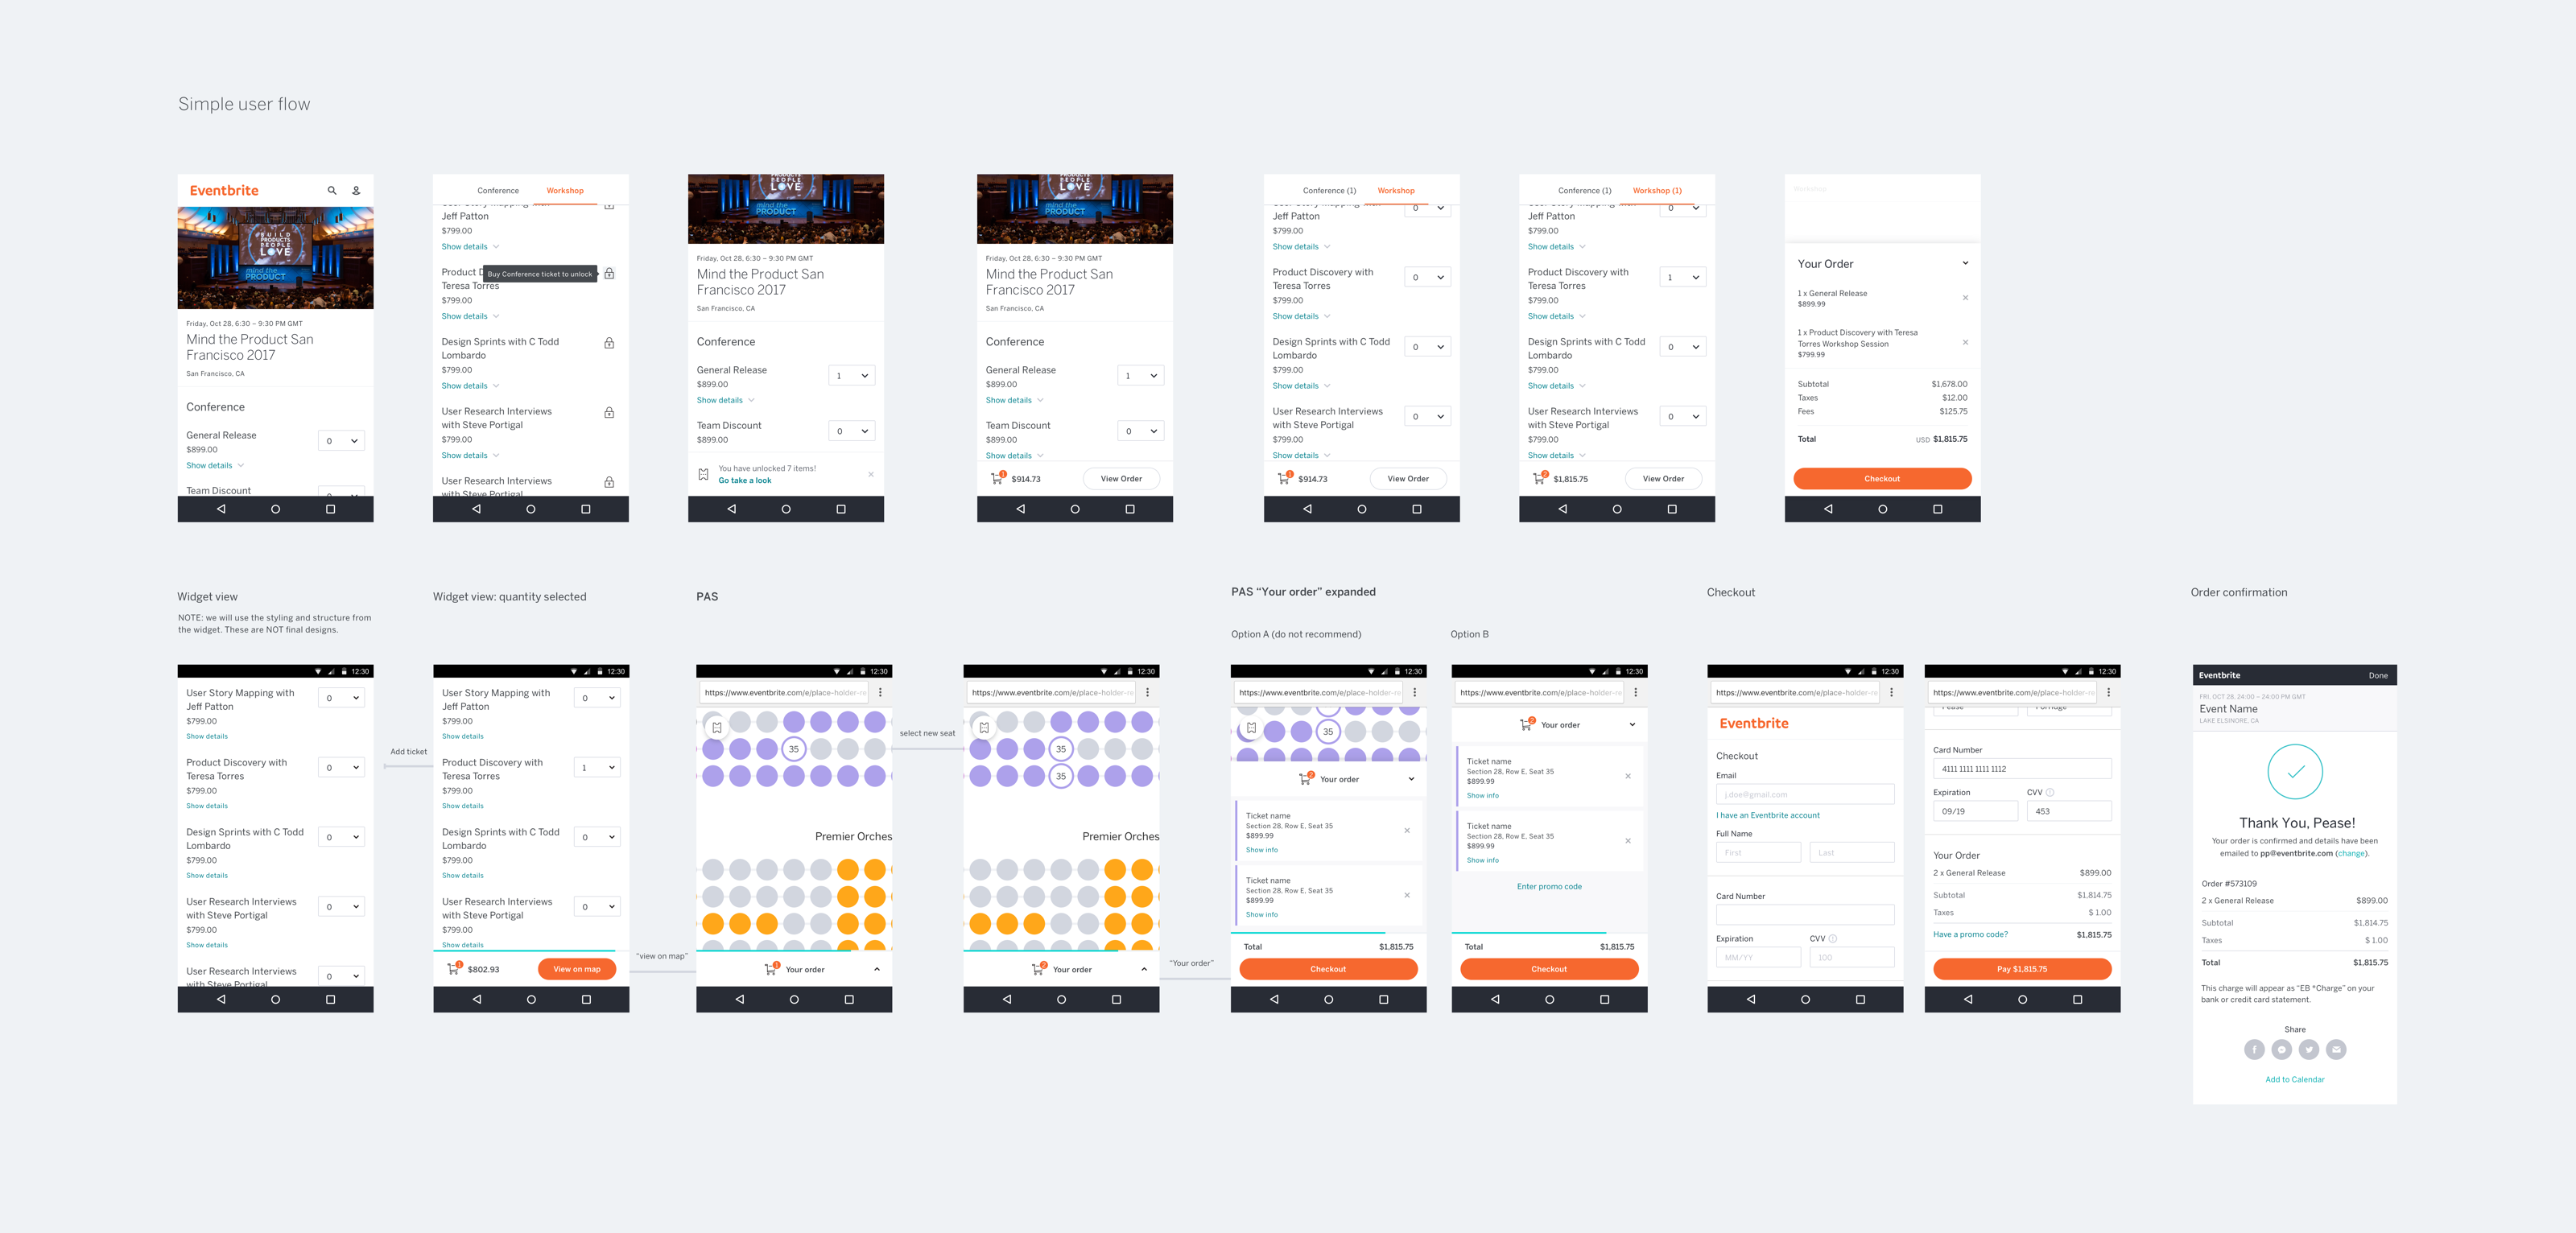 Simple user flow
Eventbrite
BUILD
PRODUCTS
PEOPLE
LOVE
mind the
PRODUCT
Friday, Oct 28, 6:30 – 9:30 PM GMT
Mind the Product San
Francisco 2017
San Francisco, CA
Conference
General Release
$899.00
0
Show details
Team Discount
Conference Workshop
Jeff Patton
$799.00
Show details
Product D
Buy Conference ticket to unlock
Teresa Torres
$799.00
Show details
Design Sprints with C Todd
Lombardo
$799.00
Show details
User Research Interviews
with Steve Portigal
$799.00
Show details
User Research Interviews
with Steve Portigal
PRODUCTS
PEOPLE
LOVE
mind the
PRODUCT
Friday, Oct 28, 6:30 – 9:30 PM GMT
Mind the Product San
Francisco 2017
San Francisco, CA
Conference
General Release
$899.00
1
Show details
Team Discount
$899.00
0
You have unlocked 7 items!
Go take a look
PRODUCTS
PEOPLE
LOVE
mind the
PRODUCT
Friday, Oct 28, 6:30 – 9:30 PM GMT
Mind the Product San
Francisco 2017
San Francisco, CA
Conference
General Release
$899.00
1
Show details
Team Discount
$899.00
0
Show details
1
$914.73
View Order
Conference (1) Workshop
0
Jeff Patton
$799.00
Show details
Product Discovery with
Teresa Torres
0
$799.00
Show details
Design Sprints with C Todd
Lombardo
0
$799.00
Show details
User Research Interviews
with Steve Portigal
0
$799.00
Show details
1
$914.73
View Order
Conference (1) Workshop (1)
0
Jeff Patton
$799.00
Show details
Product Discovery with
Teresa Torres
1
$799.00
Show details
Design Sprints with C Todd
Lombardo
0
$799.00
Show details
User Research Interviews
with Steve Portigal
0
$799.00
Show details
2
$1,815.75
View Order
Workshop
Your Order
1 x General Release
$899.99
1 x Product Discovery with Teresa
Torres Workshop Session
$799.99
Subtotal $1,678.00
Taxes $12.00
Fees $125.75
Total USD $1,815.75
Checkout
Widget view
NOTE: we will use the styling and structure from
the widget. These are NOT final designs.
12:30
User Story Mapping with
Jeff Patton
0
$799.00
Show details
Product Discovery with
Teresa Torres
0
$799.00
Show details
Design Sprints with C Todd
Lombardo
0
$799.00
Show details
User Research Interviews
with Steve Portigal
0
$799.00
Show details
User Research Interviews
with Steve Portigal
0
Add ticket
Widget view: quantity selected
12:30
User Story Mapping with
Jeff Patton
0
$799.00
Show details
Product Discovery with
Teresa Torres
1
$799.00
Show details
Design Sprints with C Todd
Lombardo
0
$799.00
Show details
User Research Interviews
with Steve Portigal
0
$799.00
Show details
1
$802.93
View on map
"view on map"
PAS
12:30
https://www.eventbrite.com/e/place-holder-re
35
Premier Orches
1
Your order
select new seat
12:30
https://www.eventbrite.com/e/place-holder-re
35
35
Premier Orches
2
Your order
"Your order"
PAS “Your order” expanded
Option A (do not recommend)
12:30
https://www.eventbrite.com/e/place-holder-re
35
2
Your order
Ticket name
Section 28, Row E, Seat 35
$899.99
Show info
Ticket name
Section 28, Row E, Seat 35
$899.99
Show info
Total $1,815.75
Checkout
Option B
12:30
https://www.eventbrite.com/e/place-holder-re
2
Your order
Ticket name
Section 28, Row E, Seat 35
$899.99
Show info
Ticket name
Section 28, Row E, Seat 35
$899.99
Show info
Enter promo code
Total $1,815.75
Checkout
Checkout
12:30
https://www.eventbrite.com/e/place-holder-re
Eventbrite
Checkout
Email
j.doe@gmail.com
I have an Eventbrite account
Full Name
First Last
Card Number
Expiration CVV
MM/YY 100
12:30
https://www.eventbrite.com/e/place-holder-re
Card Number
4111 1111 1111 1112
Expiration CVV
09/19 453
Your Order
2 x General Release $899.00
Subtotal $1,814.75
Taxes $ 1.00
Have a promo code? $1,815.75
Pay $1,815.75
Order confirmation
Eventbrite Done
FRI, OCT 28, 24:00 – 24:00 PM GMT
Event Name
LAKE ELSINORE, CA
Thank You, Pease!
Your order is confirmed and details have been
emailed to pp@eventbrite.com (change).
Order #573109
2 x General Release $899.00
Subtotal $1,814.75
Taxes $ 1.00
Total $1,815.75
This charge will appear as "EB *Charge" on your
bank or credit card statement.
Share
Add to Calendar